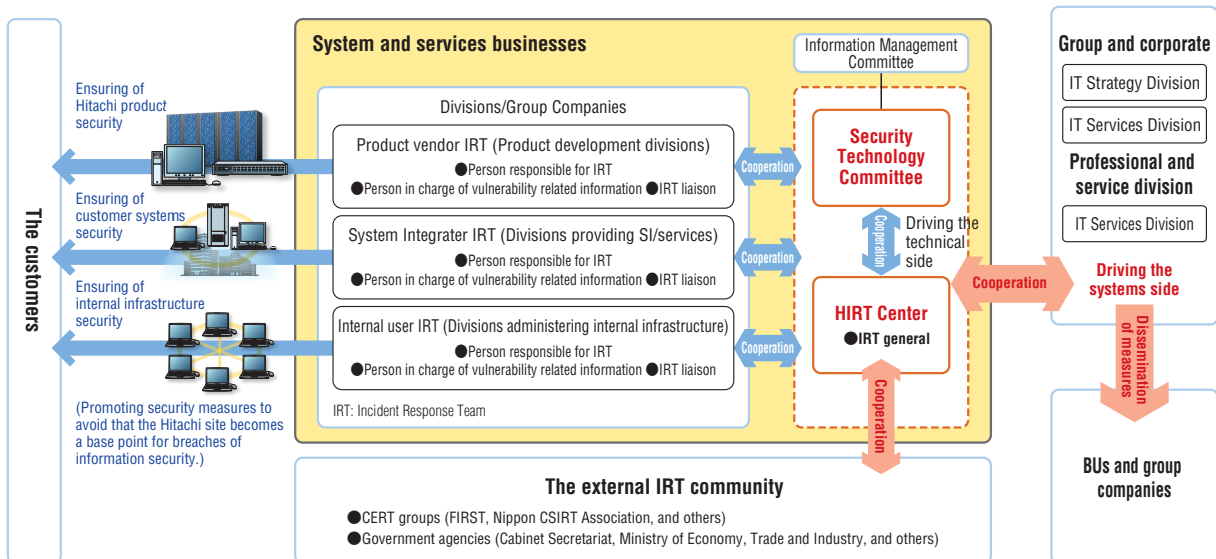 The customers
Ensuring of
Hitachi product
security
Ensuring of
customer systems
security
Ensuring of
internal infrastructure
security
(Promoting security measures to
avoid that the Hitachi site becomes
a base point for breaches of
information security.)
System and services businesses
Divisions/Group Companies
Product vendor IRT (Product development divisions)
●Person responsible for IRT
●Person in charge of vulnerability related information ●IRT liaison
System Integrater IRT (Divisions providing SI/services)
●Person responsible for IRT
●Person in charge of vulnerability related information ●IRT liaison
Internal user IRT (Divisions administering internal infrastructure)
●Person responsible for IRT
●Person in charge of vulnerability related information ●IRT liaison
IRT: Incident Response Team
Cooperation
Cooperation
Cooperation
Information Management
Committee
Security
Technology
Committee
Cooperation
Driving the
technical
side
HIRT Center
●IRT general
Cooperation
Cooperation
The external IRT community
●CERT groups (FIRST, Nippon CSIRT Association, and others)
●Government agencies (Cabinet Secretariat, Ministry of Economy, Trade and Industry, and others)
Group and corporate
IT Strategy Division
IT Services Division
Professional and
service division
IT Services Division
Driving the
systems side
Dissemination
of measures
BUs and group
companies